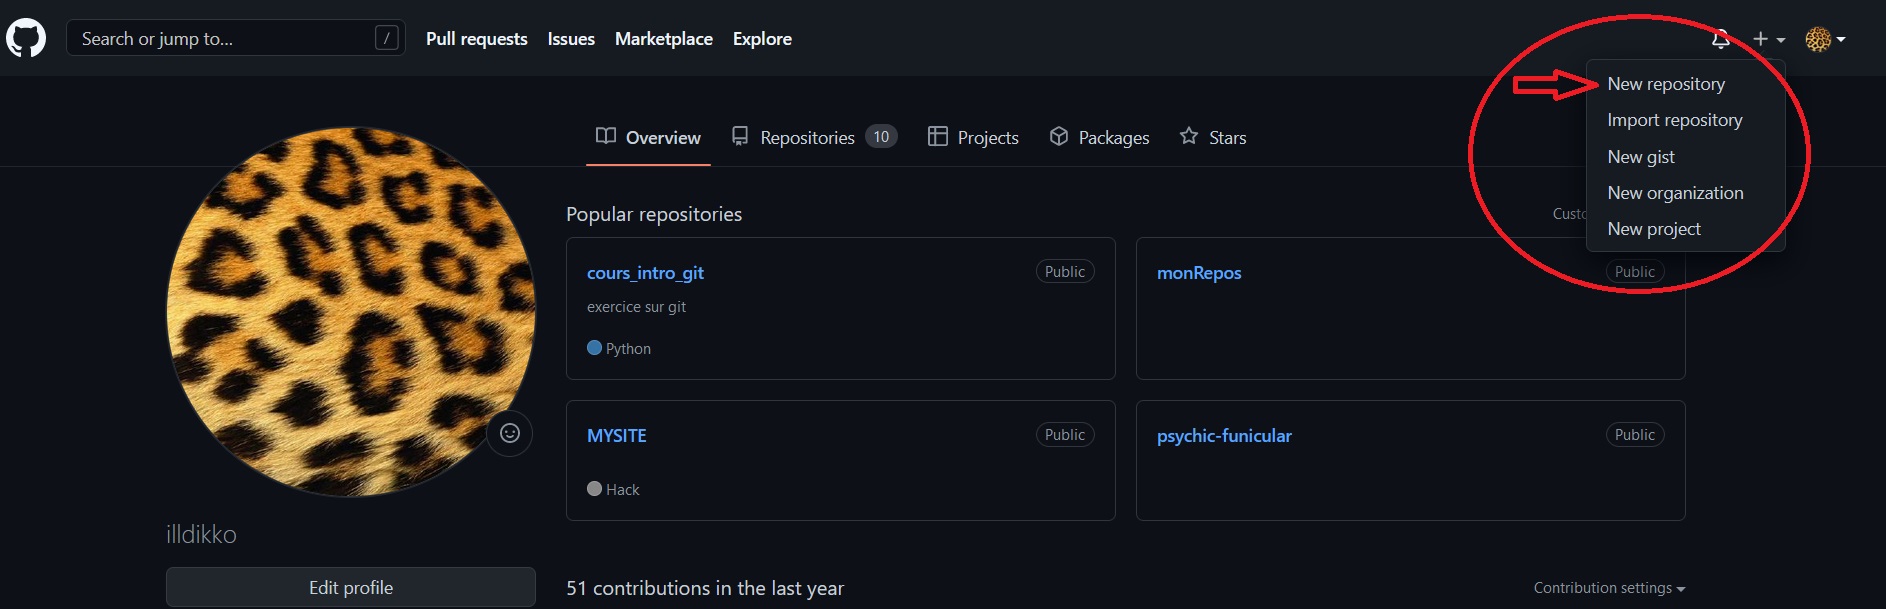 Search or jump to... /
Pull requests
Issues
Marketplace
Explore
New repository
Import repository
New gist
New organization
New project
Overview
Repositories 10
Projects
Packages
Stars
Popular repositories
Custo
cours_intro_git Public
exercice sur git
Python
monRepos Public
MYSITE Public
Hack
psychic-funicular Public
illdikko
Edit profile
51 contributions in the last year
Contribution settings